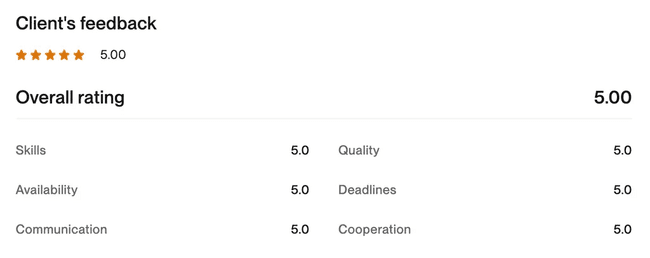 Client's feedback
5.00
Overall rating 5.00
Skills 5.0 Quality 5.0
Availability 5.0 Deadlines 5.0
Communication 5.0 Cooperation 5.0